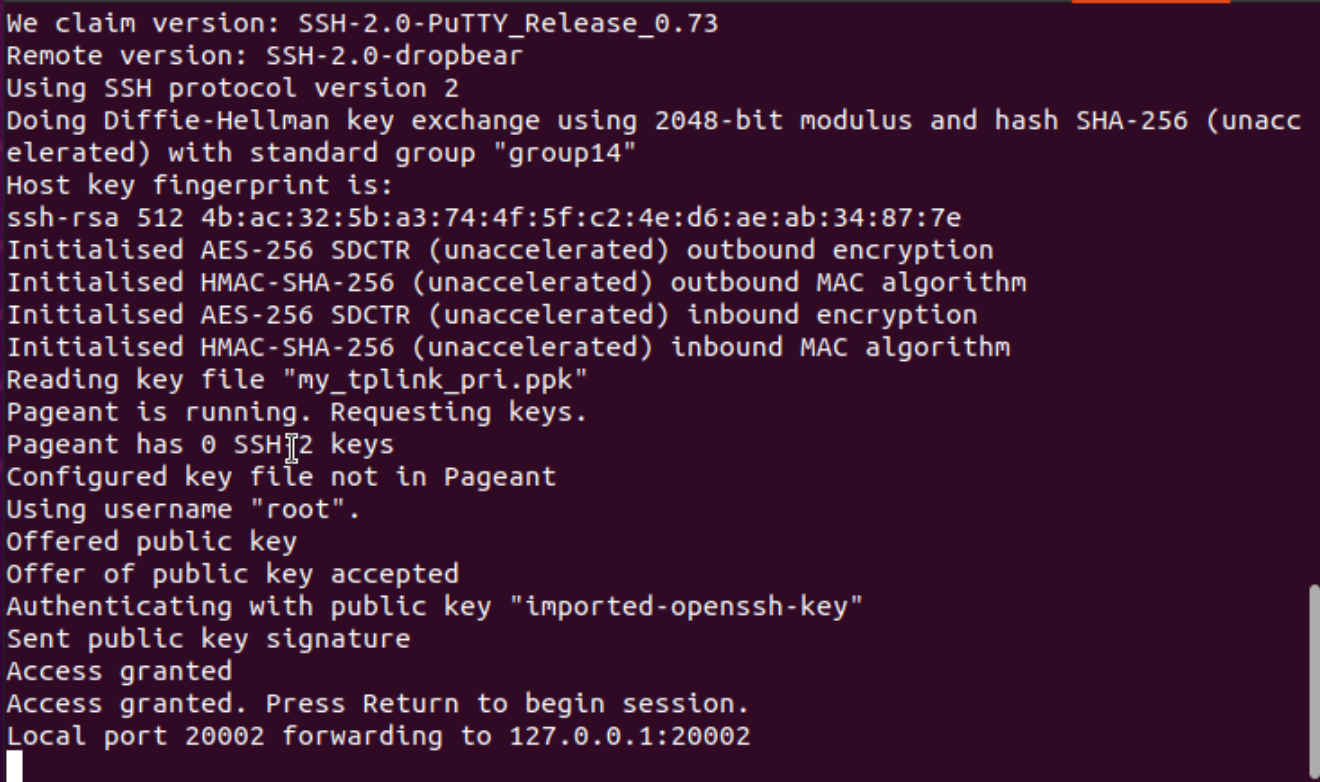 We claim version: SSH-2.0-PuTTY_Release_0.73
Remote version: SSH-2.0-dropbear
Using SSH protocol version 2
Doing Diffie-Hellman key exchange using 2048-bit modulus and hash SHA-256 (unacc
elerated) with standard group "group14"
Host key fingerprint is:
ssh-rsa 512 4b:ac:32:5b:a3:74:4f:5f:c2:4e:d6:ae:ab:34:87:7e
Initialised AES-256 SDCTR (unaccelerated) outbound encryption
Initialised HMAC-SHA-256 (unaccelerated) outbound MAC algorithm
Initialised AES-256 SDCTR (unaccelerated) inbound encryption
Initialised HMAC-SHA-256 (unaccelerated) inbound MAC algorithm
Reading key file "my_tplink_pri.ppk"
Pageant is running. Requesting keys.
Pageant has 0 SSH-2 keys
Configured key file not in Pageant
Using username "root".
Offered public key
Offer of public key accepted
Authenticating with public key "imported-openssh-key"
Sent public key signature
Access granted
Access granted. Press Return to begin session.
Local port 20002 forwarding to 127.0.0.1:20002